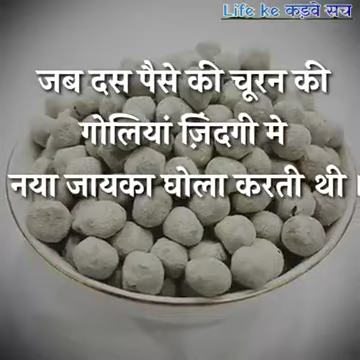 Life ke कड़वे सच
जब दस पैसे की चूरन की
गोलियां ज़िंदगी मे
नया जायका घोला करती थी।